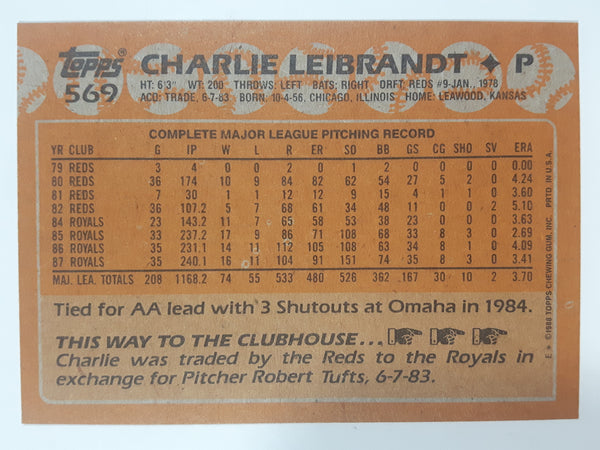 Topps® CHARLIE LEIBRANDT ✦ P
569 HT: 6'3" WT: 200 THROWS: LEFT BATS: RIGHT DRFT: REDS #9-JAN., 1978
ACQ: TRADE, 6-7-83 BORN: 10-4-56, CHICAGO, ILLINOIS HOME: LEAWOOD, KANSAS
COMPLETE MAJOR LEAGUE PITCHING RECORD
YR CLUB G IP W L R ER SO BB GS CG SHO SV ERA
79 REDS 3 4 0 0 2 0 1 2 0 0 0 0 0.00
80 REDS 36 174 10 9 84 82 62 54 27 5 2 0 4.24
81 REDS 7 30 1 1 12 12 9 15 4 1 1 0 3.60
82 REDS 36 107.2 5 7 68 61 34 48 11 0 0 2 5.10
84 ROYALS 23 143.2 11 7 65 58 53 38 23 0 0 0 3.63
85 ROYALS 33 237.2 17 9 86 71 108 68 33 8 3 0 2.69
86 ROYALS 35 231.1 14 11 112 105 108 63 34 8 1 0 4.09
87 ROYALS 35 240.1 16 11 104 91 151 74 35 8 3 0 3.41
MAJ. LEA. TOTALS 208 1168.2 74 55 533 480 526 362 167 30 10 2 3.70
Tied for AA lead with 3 Shutouts at Omaha in 1984.
THIS WAY TO THE CLUBHOUSE...
Charlie was traded by the Reds to the Royals in
exchange for Pitcher Robert Tufts, 6-7-83.
E * © 1988 TOPPS CHEWING GUM, INC. PRTD. IN U.S.A.